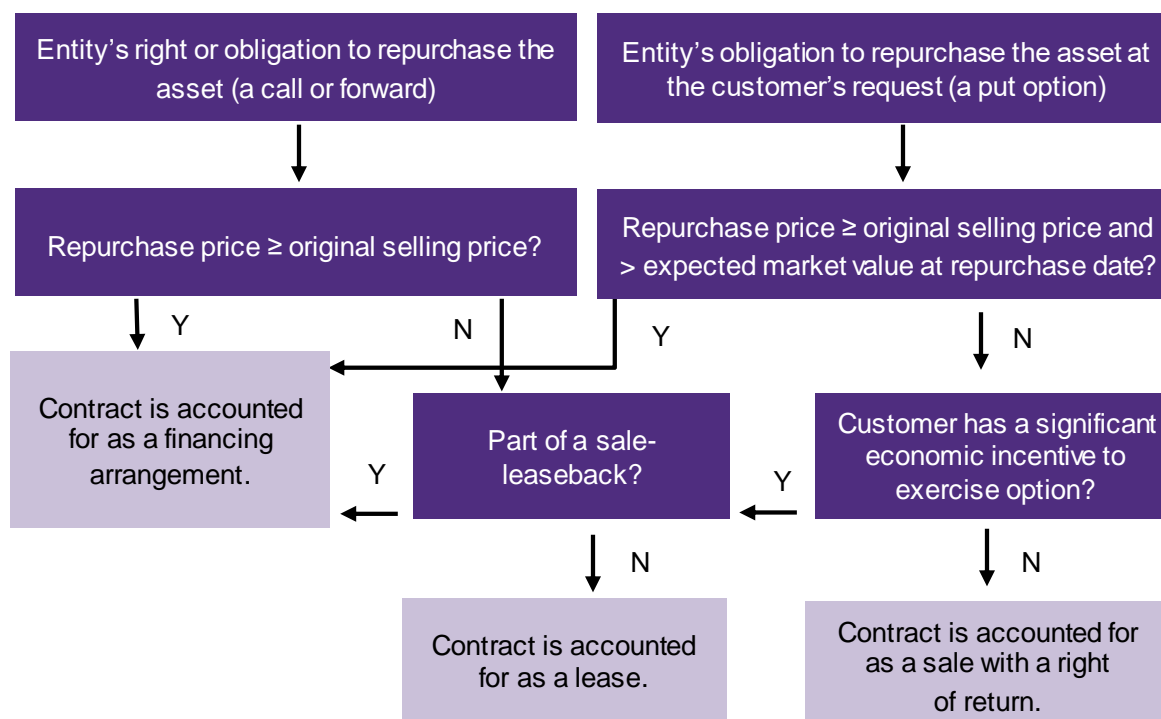 Entity's right or obligation to repurchase the
asset (a call or forward)
Entity's obligation to repurchase the asset at
the customer's request (a put option)
Repurchase price ≥ original selling price?
Repurchase price ≥ original selling price and
> expected market value at repurchase date?
Y
N
Y
N
Contract is accounted
for as a financing
arrangement.
Y
Part of a sale-
leaseback?
Y
Customer has a significant
economic incentive to
exercise option?
N
N
Contract is accounted
for as a lease.
Contract is accounted for
as a sale with a right
of return.